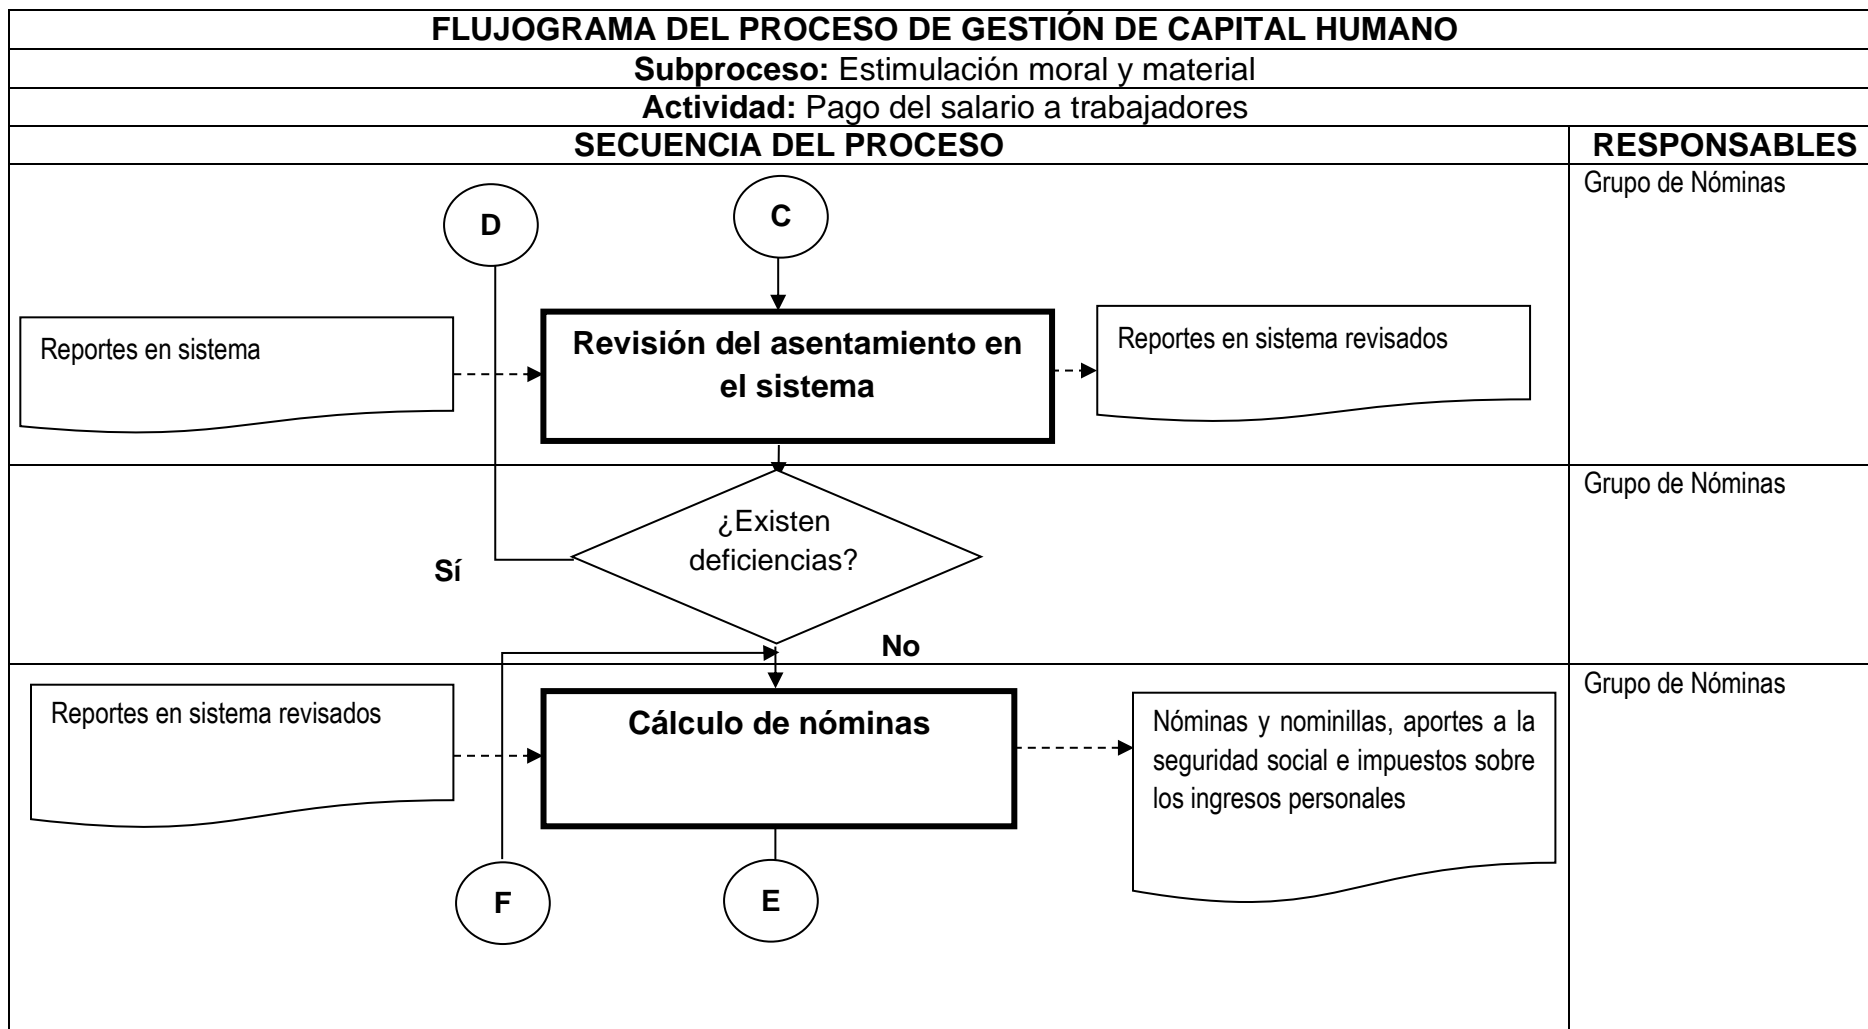 FLUJOGRAMA DEL PROCESO DE GESTIÓN DE CAPITAL HUMANO
Subproceso: Estimulación moral y material
Actividad: Pago del salario a trabajadores
SECUENCIA DEL PROCESO
RESPONSABLES
D
C
Grupo de Nóminas
Reportes en sistema
Revisión del asentamiento en
el sistema
Reportes en sistema revisados
Grupo de Nóminas
¿Existen
deficiencias?
Sí
No
Grupo de Nóminas
Reportes en sistema revisados
Cálculo de nóminas
Nóminas y nominillas, aportes a la
seguridad social e impuestos sobre
los ingresos personales
F
E